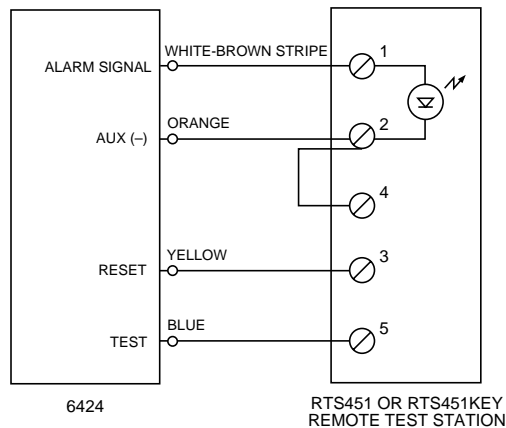 ALARM SIGNAL
WHITE-BROWN STRIPE
1
AUX (–)
ORANGE
2
4
RESET
YELLOW
3
TEST
BLUE
5
6424
RTS451 OR RTS451KEY
REMOTE TEST STATION